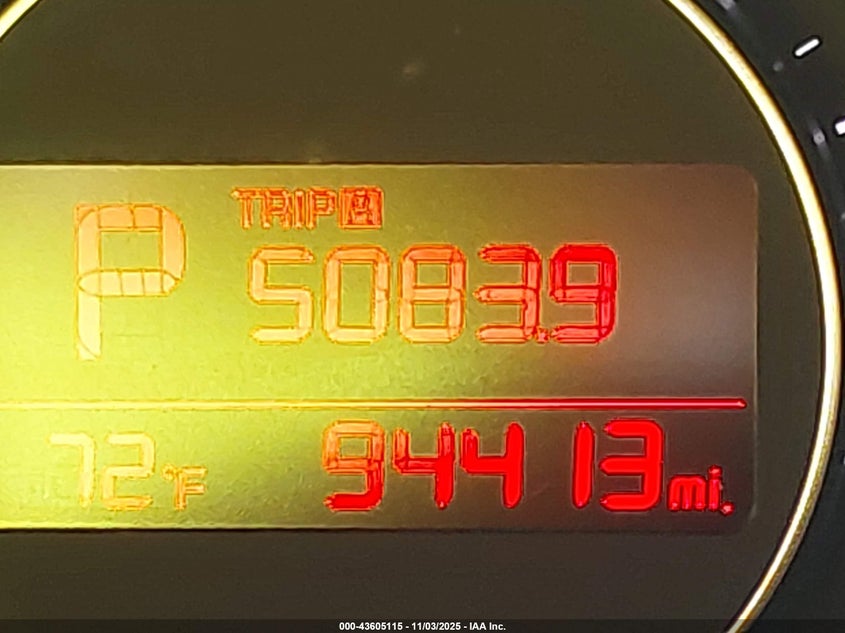 P
TRIP A
5083.9
72°F 94413 mi.
000-43605115 - 11/03/2025 - IAA Inc.